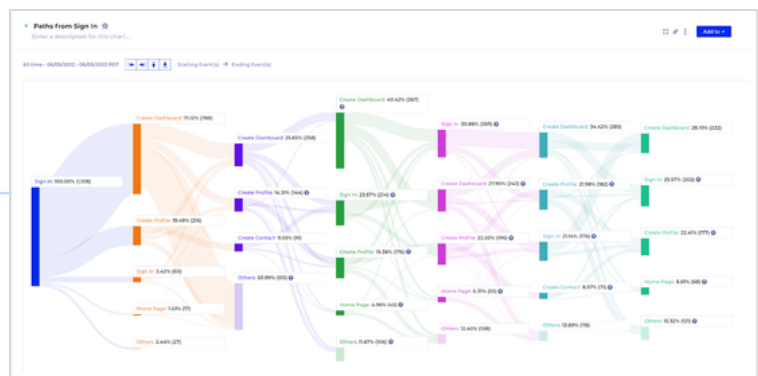 Paths from Sign In
Enter a description for this chart...
Add to +
All time - 06/05/2022 - 06/05/2022 PDT
Starting Event(s) → Ending Event(s)
Sign In: 100.00% (1,108)
Create Dashboard: 71.12% (788)
Create Profile: 19.49% (216)
Sign In: 5.42% (60)
Home Page: 1.53% (17)
Others: 2.44% (27)
Create Dashboard: 25.65% (258)
Create Profile: 14.31% (144)
Create Contact: 9.05% (91)
Others: 50.99% (513)
Create Dashboard: 40.42% (367)
Sign In: 23.57% (214)
Create Profile: 19.38% (176)
Home Page: 4.96% (45)
Others: 11.67% (106)
Sign In: 30.88% (269)
Create Dashboard: 27.90% (243)
Create Profile: 22.50% (196)
Home Page: 6.31% (55)
Others: 12.40% (108)
Create Dashboard: 34.42% (285)
Create Profile: 21.98% (182)
Sign In: 21.14% (175)
Create Contact: 8.57% (71)
Others: 13.89% (115)
Create Dashboard: 28.10% (222)
Sign In: 25.57% (202)
Create Profile: 22.41% (177)
Home Page: 8.61% (68)
Others: 15.32% (121)